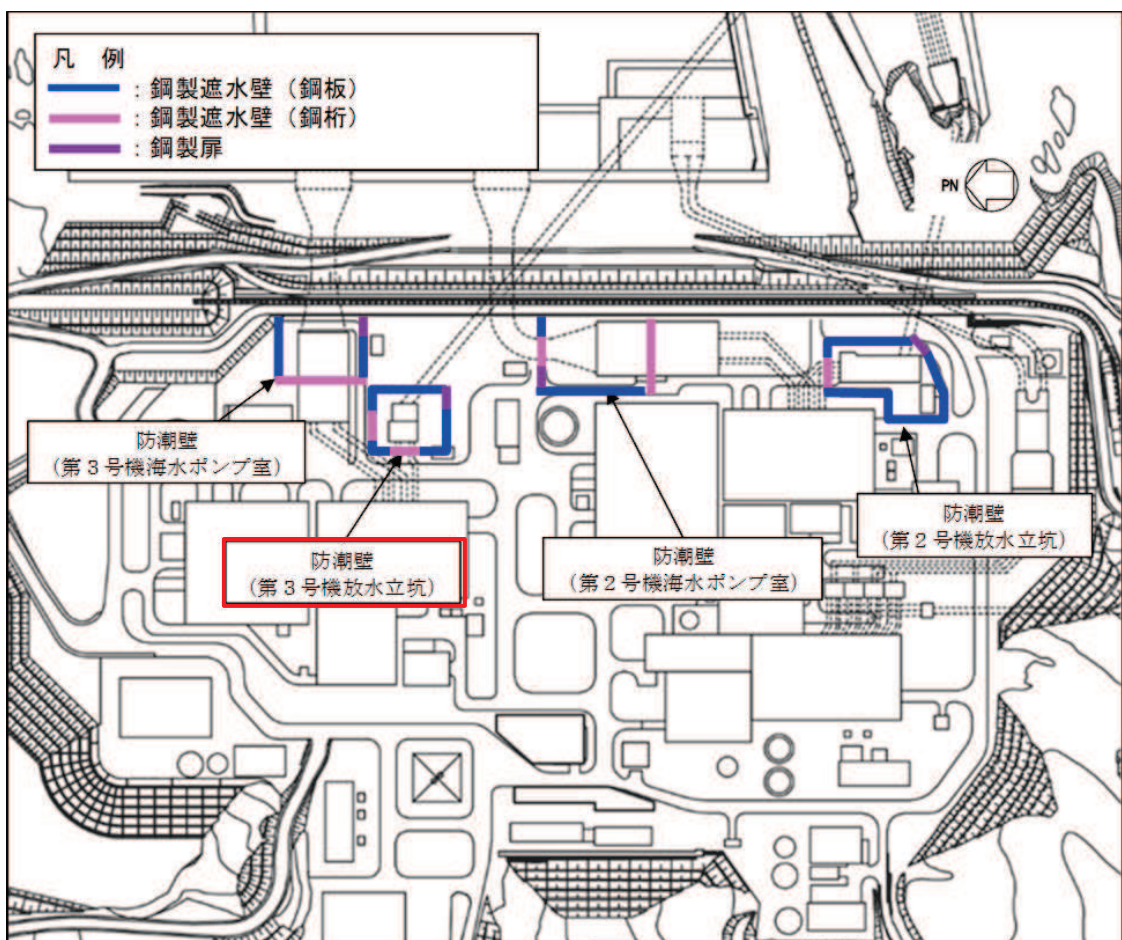 凡 例
：鋼製遮水壁（鋼板）
：鋼製遮水壁（鋼桁）
：鋼製扉
PN
防潮壁
(第３号機海水ポンプ室)
防潮壁
(第３号機放水立坑)
防潮壁
(第２号機海水ポンプ室)
防潮壁
(第２号機放水立坑)